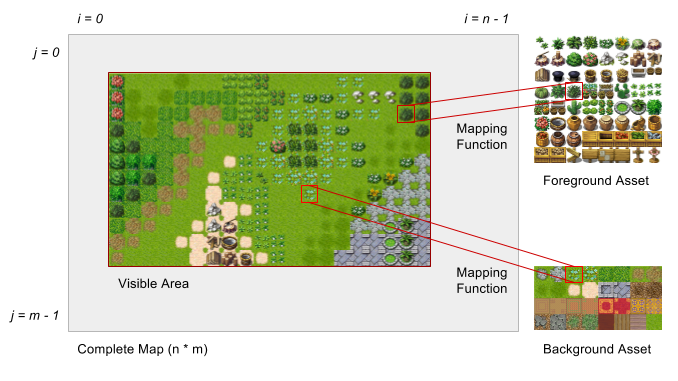 i = 0
i = n - 1
j = 0
Mapping
Function
Foreground Asset
Mapping
Function
Visible Area
j = m - 1
Complete Map (n * m)
Background Asset